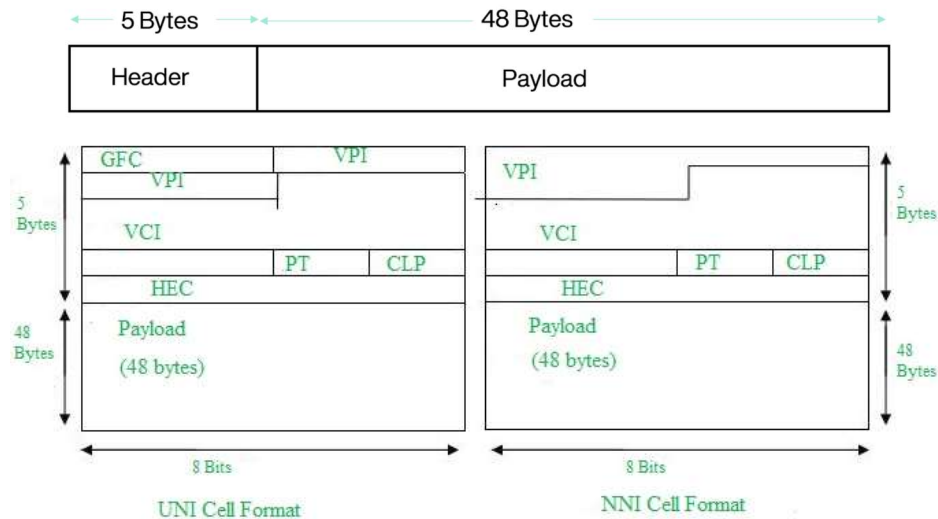 5 Bytes 48 Bytes
Header Payload
GFC VPI
VPI
VCI
PT CLP
HEC
Payload
(48 bytes)
5
Bytes
48
Bytes
8 Bits
UNI Cell Format
VPI
VCI
PT CLP
HEC
Payload
(48 bytes)
5
Bytes
48
Bytes
8 Bits
NNI Cell Format